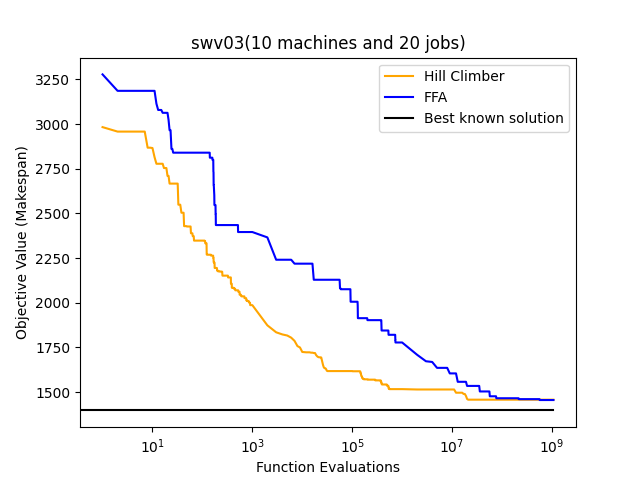 swv03(10 machines and 20 jobs)
Hill Climber
FFA
Best known solution
Objective Value (Makespan)
3250
3000
2750
2500
2250
2000
1750
1500
10^1
10^3
10^5
10^7
10^9
Function Evaluations